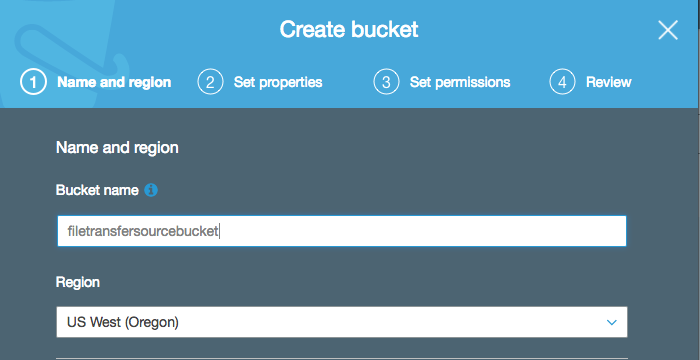 Create bucket
1 Name and region 2 Set properties 3 Set permissions 4 Review
Name and region
Bucket name i
filetransfersourcebucket
Region
US West (Oregon)